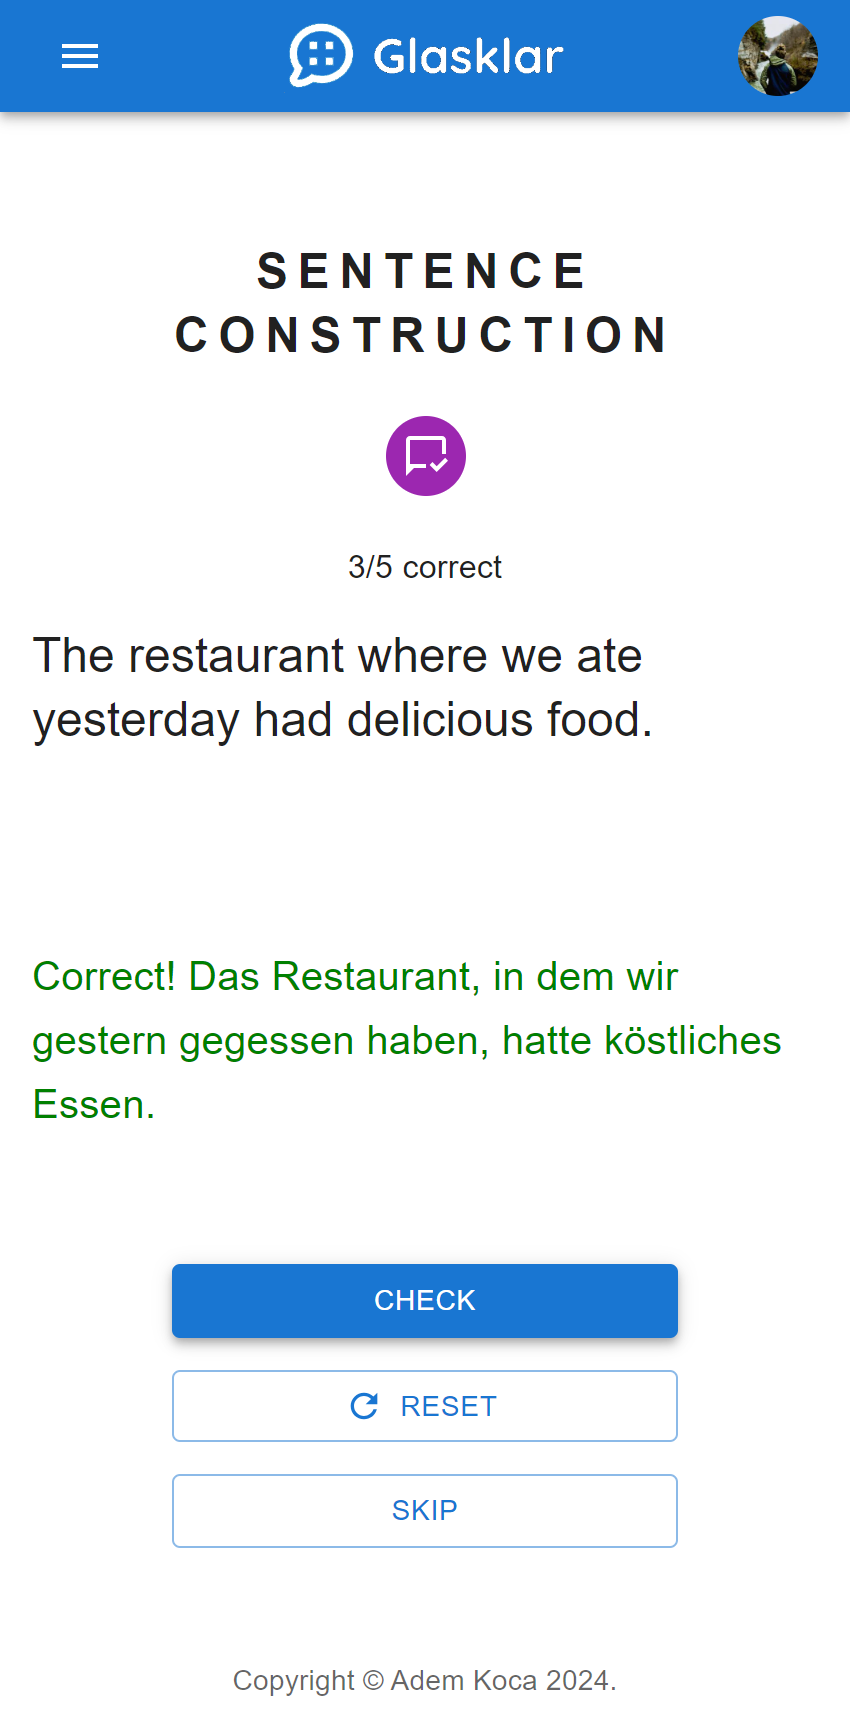 Glasklar
SENTENCE
CONSTRUCTION
3/5 correct
The restaurant where we ate
yesterday had delicious food.
Correct! Das Restaurant, in dem wir
gestern gegessen haben, hatte köstliches
Essen.
CHECK
RESET
SKIP
Copyright © Adem Koca 2024.